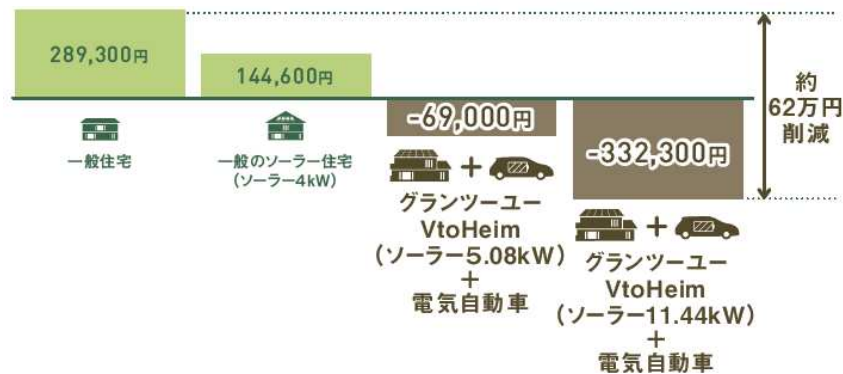 289,300円
144,600円
-69,000円
-332,300円
約
62万円
削減
一般住宅
一般のソーラー住宅
(ソーラー4kW)
+
グランツーユー
VtoHeim
(ソーラー5.08kW)
+
電気自動車
+
グランツーユー
VtoHeim
(ソーラー11.44kW)
+
電気自動車